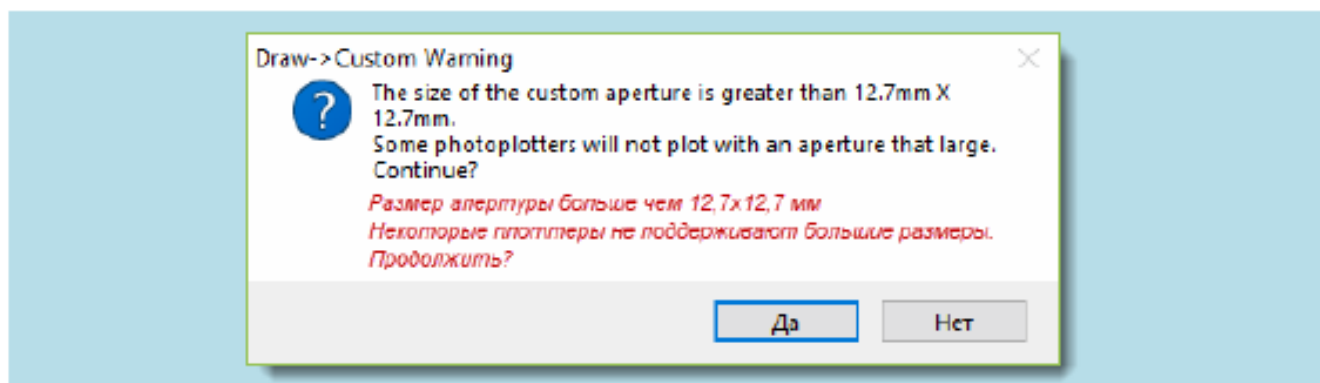 Draw->Custom Warning
The size of the custom aperture is greater than 12.7mm X
12.7mm.
Some photoplotters will not plot with an aperture that large.
Continue?
Размер апертуры больше чем 12,7х12,7 мм
Некоторые плоттеры не поддерживают большие размеры.
Продолжить?
Да
Нет